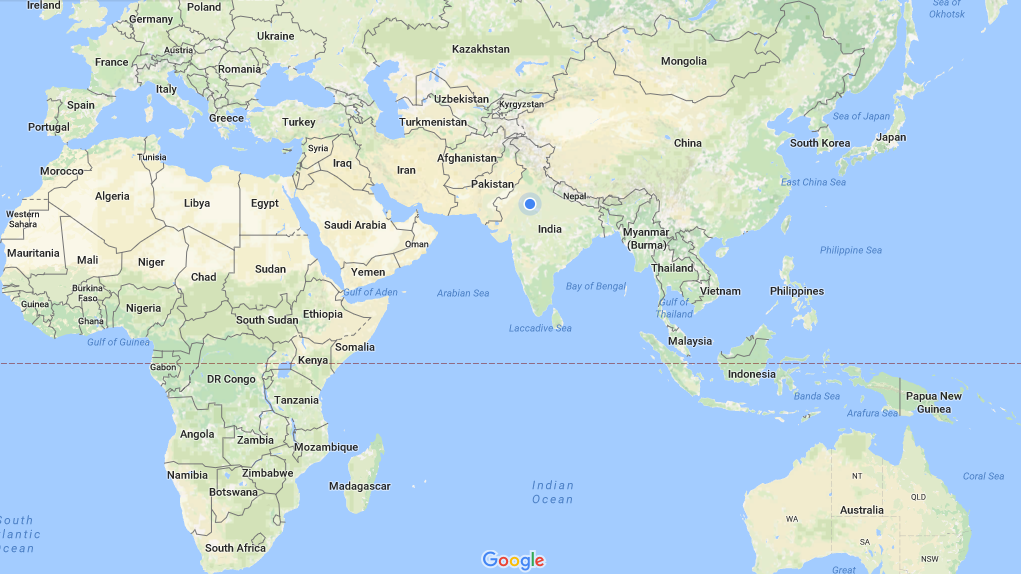 Ireland
Poland
Sea of
Okhotsk
Germany
Ukraine
Kazakhstan
Austria
France
Mongolia
Romania
Italy
Uzbekistan
Kyrgyzstan
Spain
Greece
Turkey
Turkmenistan
Sea of Japan
Portugal
Japan
South Korea
China
Syria
Tunisia
Iraq
Afghanistan
Morocco
Iran
Pakistan
East China Sea
Algeria
Libya
Egypt
Nepal
Western
Sahara
Saudi Arabia
India
Myanmar
(Burma)
Oman
Philippine Sea
Mauritania
Mali
Niger
Chad
Sudan
Yemen
Thailand
Burkina
Faso
Gulf of Aden
Arabian Sea
Bay of Bengal
Vietnam
Philippines
Guinea
Nigeria
Ethiopia
Gulf of
Thailand
Ghana
South Sudan
Laccadive Sea
Gulf of Guinea
Somalia
Malaysia
Kenya
Gabon
DR Congo
Indonesia
Tanzania
Banda Sea
Papua New
Guinea
Arafura Sea
Angola
Zambia
Mozambique
Namibia
Zimbabwe
Botswana
Madagascar
Indian
Ocean
NT
Coral Sea
QLD
Australia
WA
South
lantic
cean
SA
South Africa
NSW
Google
Great